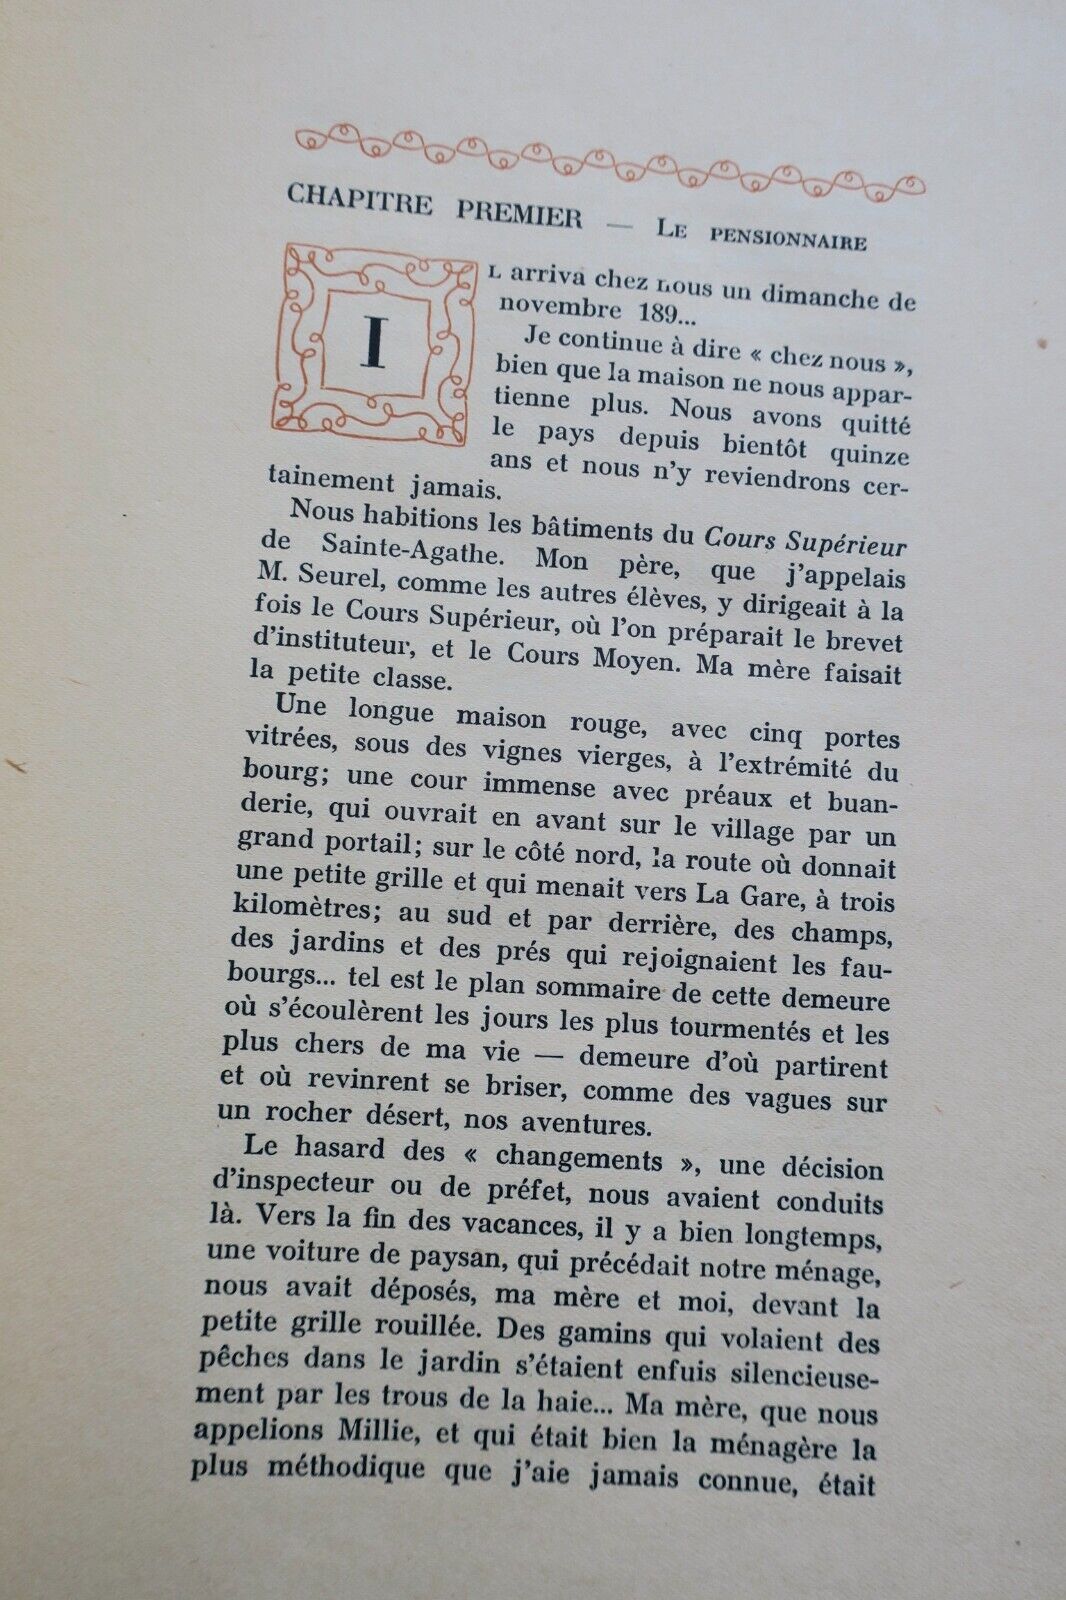 CHAPITRE PREMIER — LE PENSIONNAIRE
IL arriva chez nous un dimanche de
novembre 189...
Je continue à dire « chez nous »,
bien que la maison ne nous appar-
tienne plus. Nous avons quitté
le pays depuis bientôt quinze
ans et nous n'y reviendrons cer-
tainement jamais.
Nous habitions les bâtiments du Cours Supérieur
de Sainte-Agathe. Mon père, que j'appelais
M. Seurel, comme les autres élèves, y dirigeait à la
fois le Cours Supérieur, où l'on préparait le brevet
d'instituteur, et le Cours Moyen. Ma mère faisait
la petite classe.
Une longue maison rouge, avec cinq portes
vitrées, sous des vignes vierges, à l'extrémité du
bourg; une cour immense avec préaux et buan-
derie, qui ouvrait en avant sur le village par un
grand portail; sur le côté nord, la route où donnait
une petite grille et qui menait vers La Gare, à trois
kilomètres; au sud et par derrière, des champs,
des jardins et des prés qui rejoignaient les fau-
bourgs... tel est le plan sommaire de cette demeure
où s'écoulèrent les jours les plus tourmentés et les
plus chers de ma vie — demeure d'où partirent
et où revinrent se briser, comme des vagues sur
un rocher désert, nos aventures.
Le hasard des « changements », une décision
d'inspecteur ou de préfet, nous avaient conduits
là. Vers la fin des vacances, il y a bien longtemps,
une voiture de paysan, qui précédait notre ménage,
nous avait déposés, ma mère et moi, devant la
petite grille rouillée. Des gamins qui volaient des
pêches dans le jardin s'étaient enfuis silencieuse-
ment par les trous de la haie... Ma mère, que nous
appelions Millie, et qui était bien la ménagère la
plus méthodique que j'aie jamais connue, était